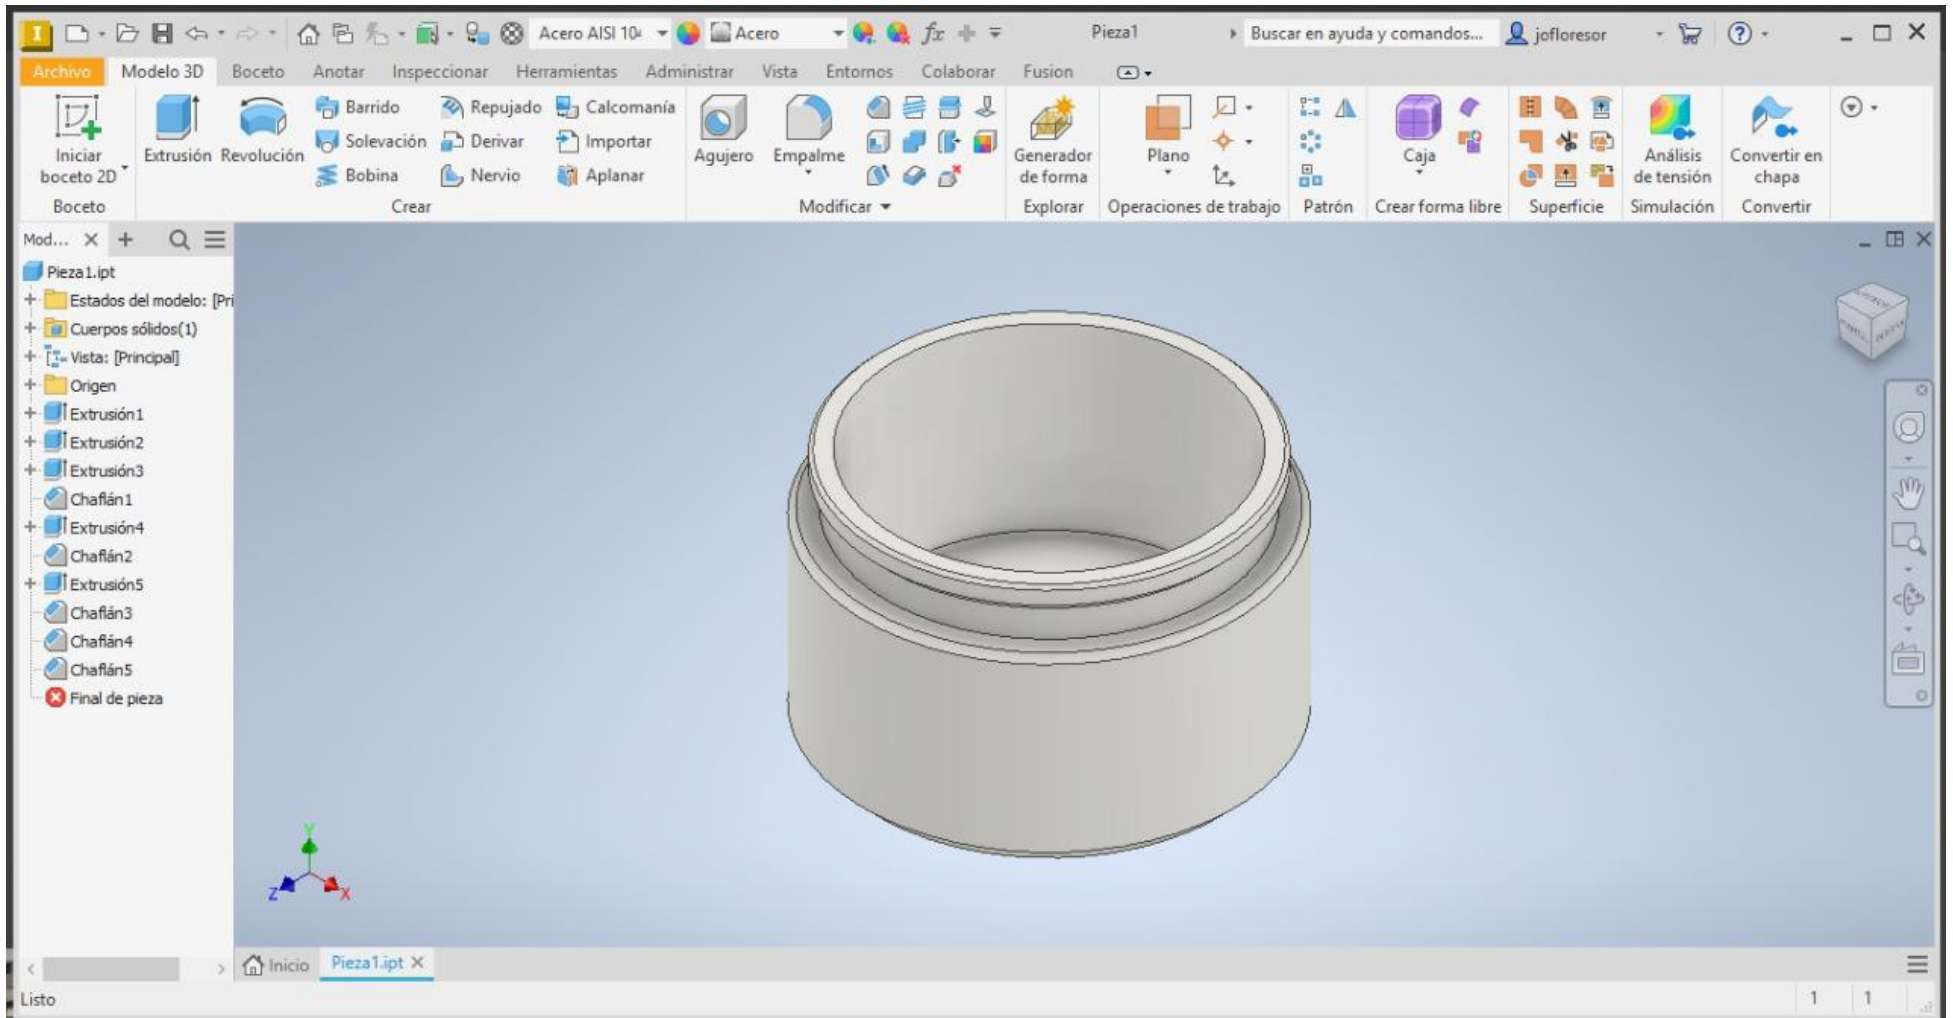 I Acero AISI 10 Acero fx Pieza1 Buscar en ayuda y comandos... jofloresor
Archivo Modelo 3D Boceto Anotar Inspeccionar Herramientas Administrar Vista Entornos Colaborar Fusion
Iniciar boceto 2D
Extrusión
Revolución
Barrido
Solevación
Bobina
Repujado
Derivar
Nervio
Calcomanía
Importar
Aplanar
Agujero
Empalme
Generador de forma
Plano
Caja
Análisis de tensión
Convertir en chapa
Boceto Crear Modificar Explorar Operaciones de trabajo Patrón Crear forma libre Superficie Simulación Convertir
Mod...
Pieza1.ipt
Estados del modelo: [Pri
Cuerpos sólidos(1)
Vista: [Principal]
Origen
Extrusión1
Extrusión2
Extrusión3
Chaflán1
Extrusión4
Chaflán2
Extrusión5
Chaflán3
Chaflán4
Chaflán5
Final de pieza
Y
Z
X
Inicio Pieza1.ipt
Listo 1 1